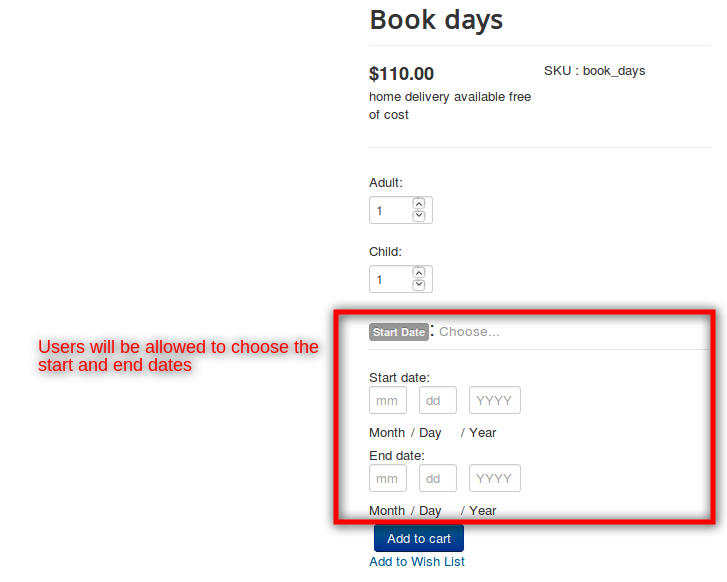 Book days
$110.00
SKU : book_days
home delivery available free
of cost
Adult:
1
Child:
1
Start Date : Choose...
Users will be allowed to choose the
start and end dates
Start date:
mm dd YYYY
Month / Day / Year
End date:
mm dd YYYY
Month / Day / Year
Add to cart
Add to Wish List